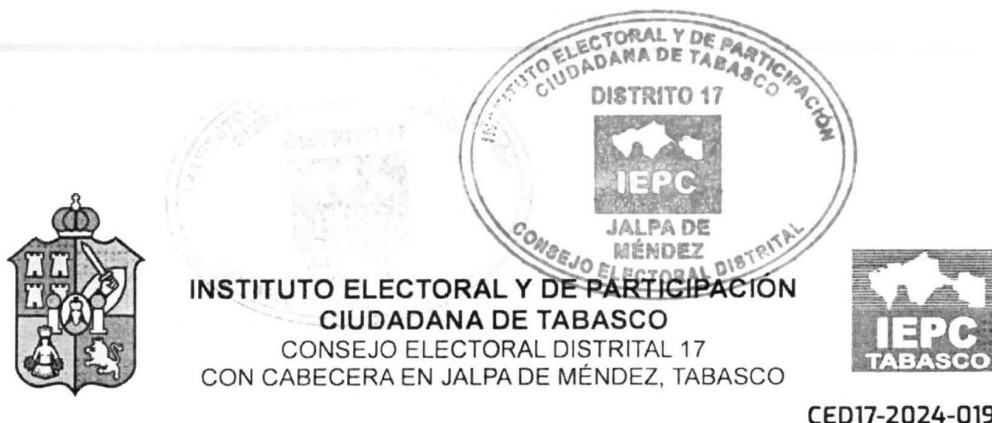 INSTITUTO ELECTORAL Y DE PARTICIPACIÓN
CIUDADANA DE TABASCO
DISTRITO 17
IEPC
JALPA DE
MÉNDEZ
CONSEJO ELECTORAL DISTRITAL
INSTITUTO ELECTORAL Y DE PARTICIPACIÓN
CIUDADANA DE TABASCO
CONSEJO ELECTORAL DISTRITAL 17
CON CABECERA EN JALPA DE MÉNDEZ, TABASCO
IEPC
TABASCO
CED17-2024-019